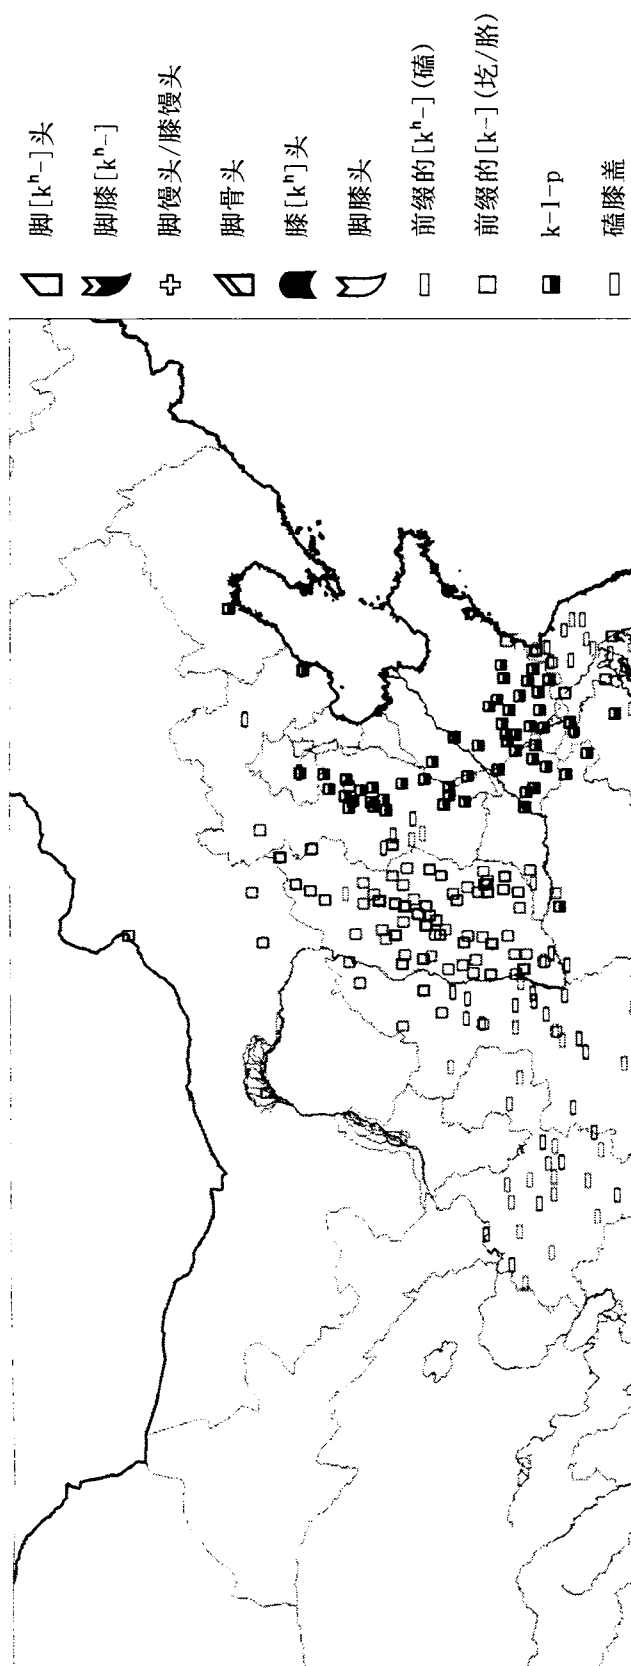 脚[kʰ-]头
脚膝[kʰ-]
脚馒头/膝馒头
脚骨头
膝[kʰ]头
脚膝头
前缀的[kʰ-](磕)
前缀的[k-](圪/胳)
k-l-p
磕膝盖